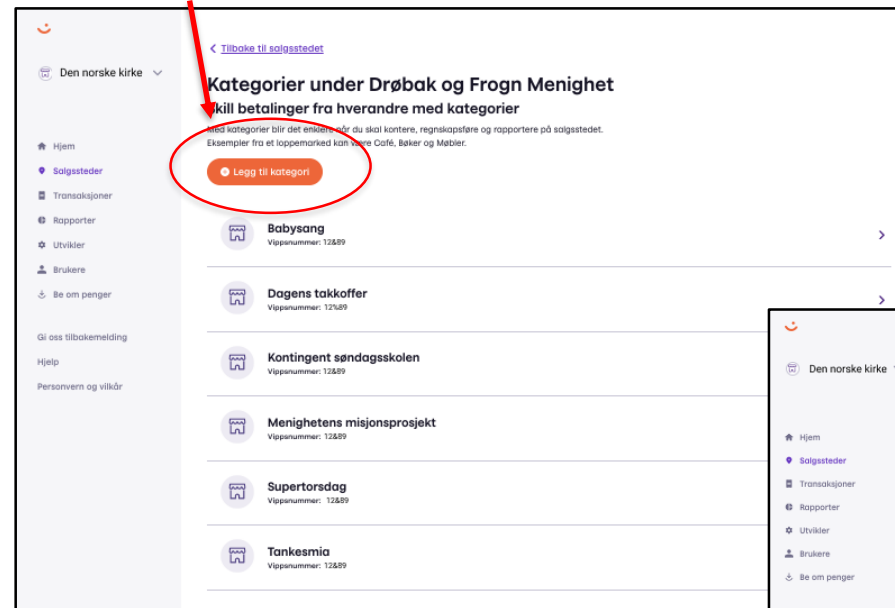 Den norske kirke
Hjem
Salgssteder
Transaksjoner
Rapporter
Utvikler
Brukere
Be om penger
Gi oss tilbakemelding
Hjelp
Personvern og vilkår
Tilbake til salgsstedet
Kategorier under Drøbak og Frogn Menighet
Skill betalinger fra hverandre med kategorier
Med kategorier blir det enklere når du skal kontere, regnskapsføre og rapportere på salgsstedet.
Eksempler fra et loppemarked kan være Café, Bøker og Møbler.
Legg til kategori
Babysang
Vippsnummer: 12&89
Dagens takkoffer
Vippsnummer: 12%89
Kontingent søndagsskolen
Vippsnummer: 12&89
Menighetens misjonsprosjekt
Vippsnummer: 12&89
Supertorsdag
Vippsnummer: 12&89
Tankesmia
Vippsnummer: 12&89
Den norske kirke
Hjem
Salgssteder
Transaksjoner
Rapporter
Utvikler
Brukere
Be om penger